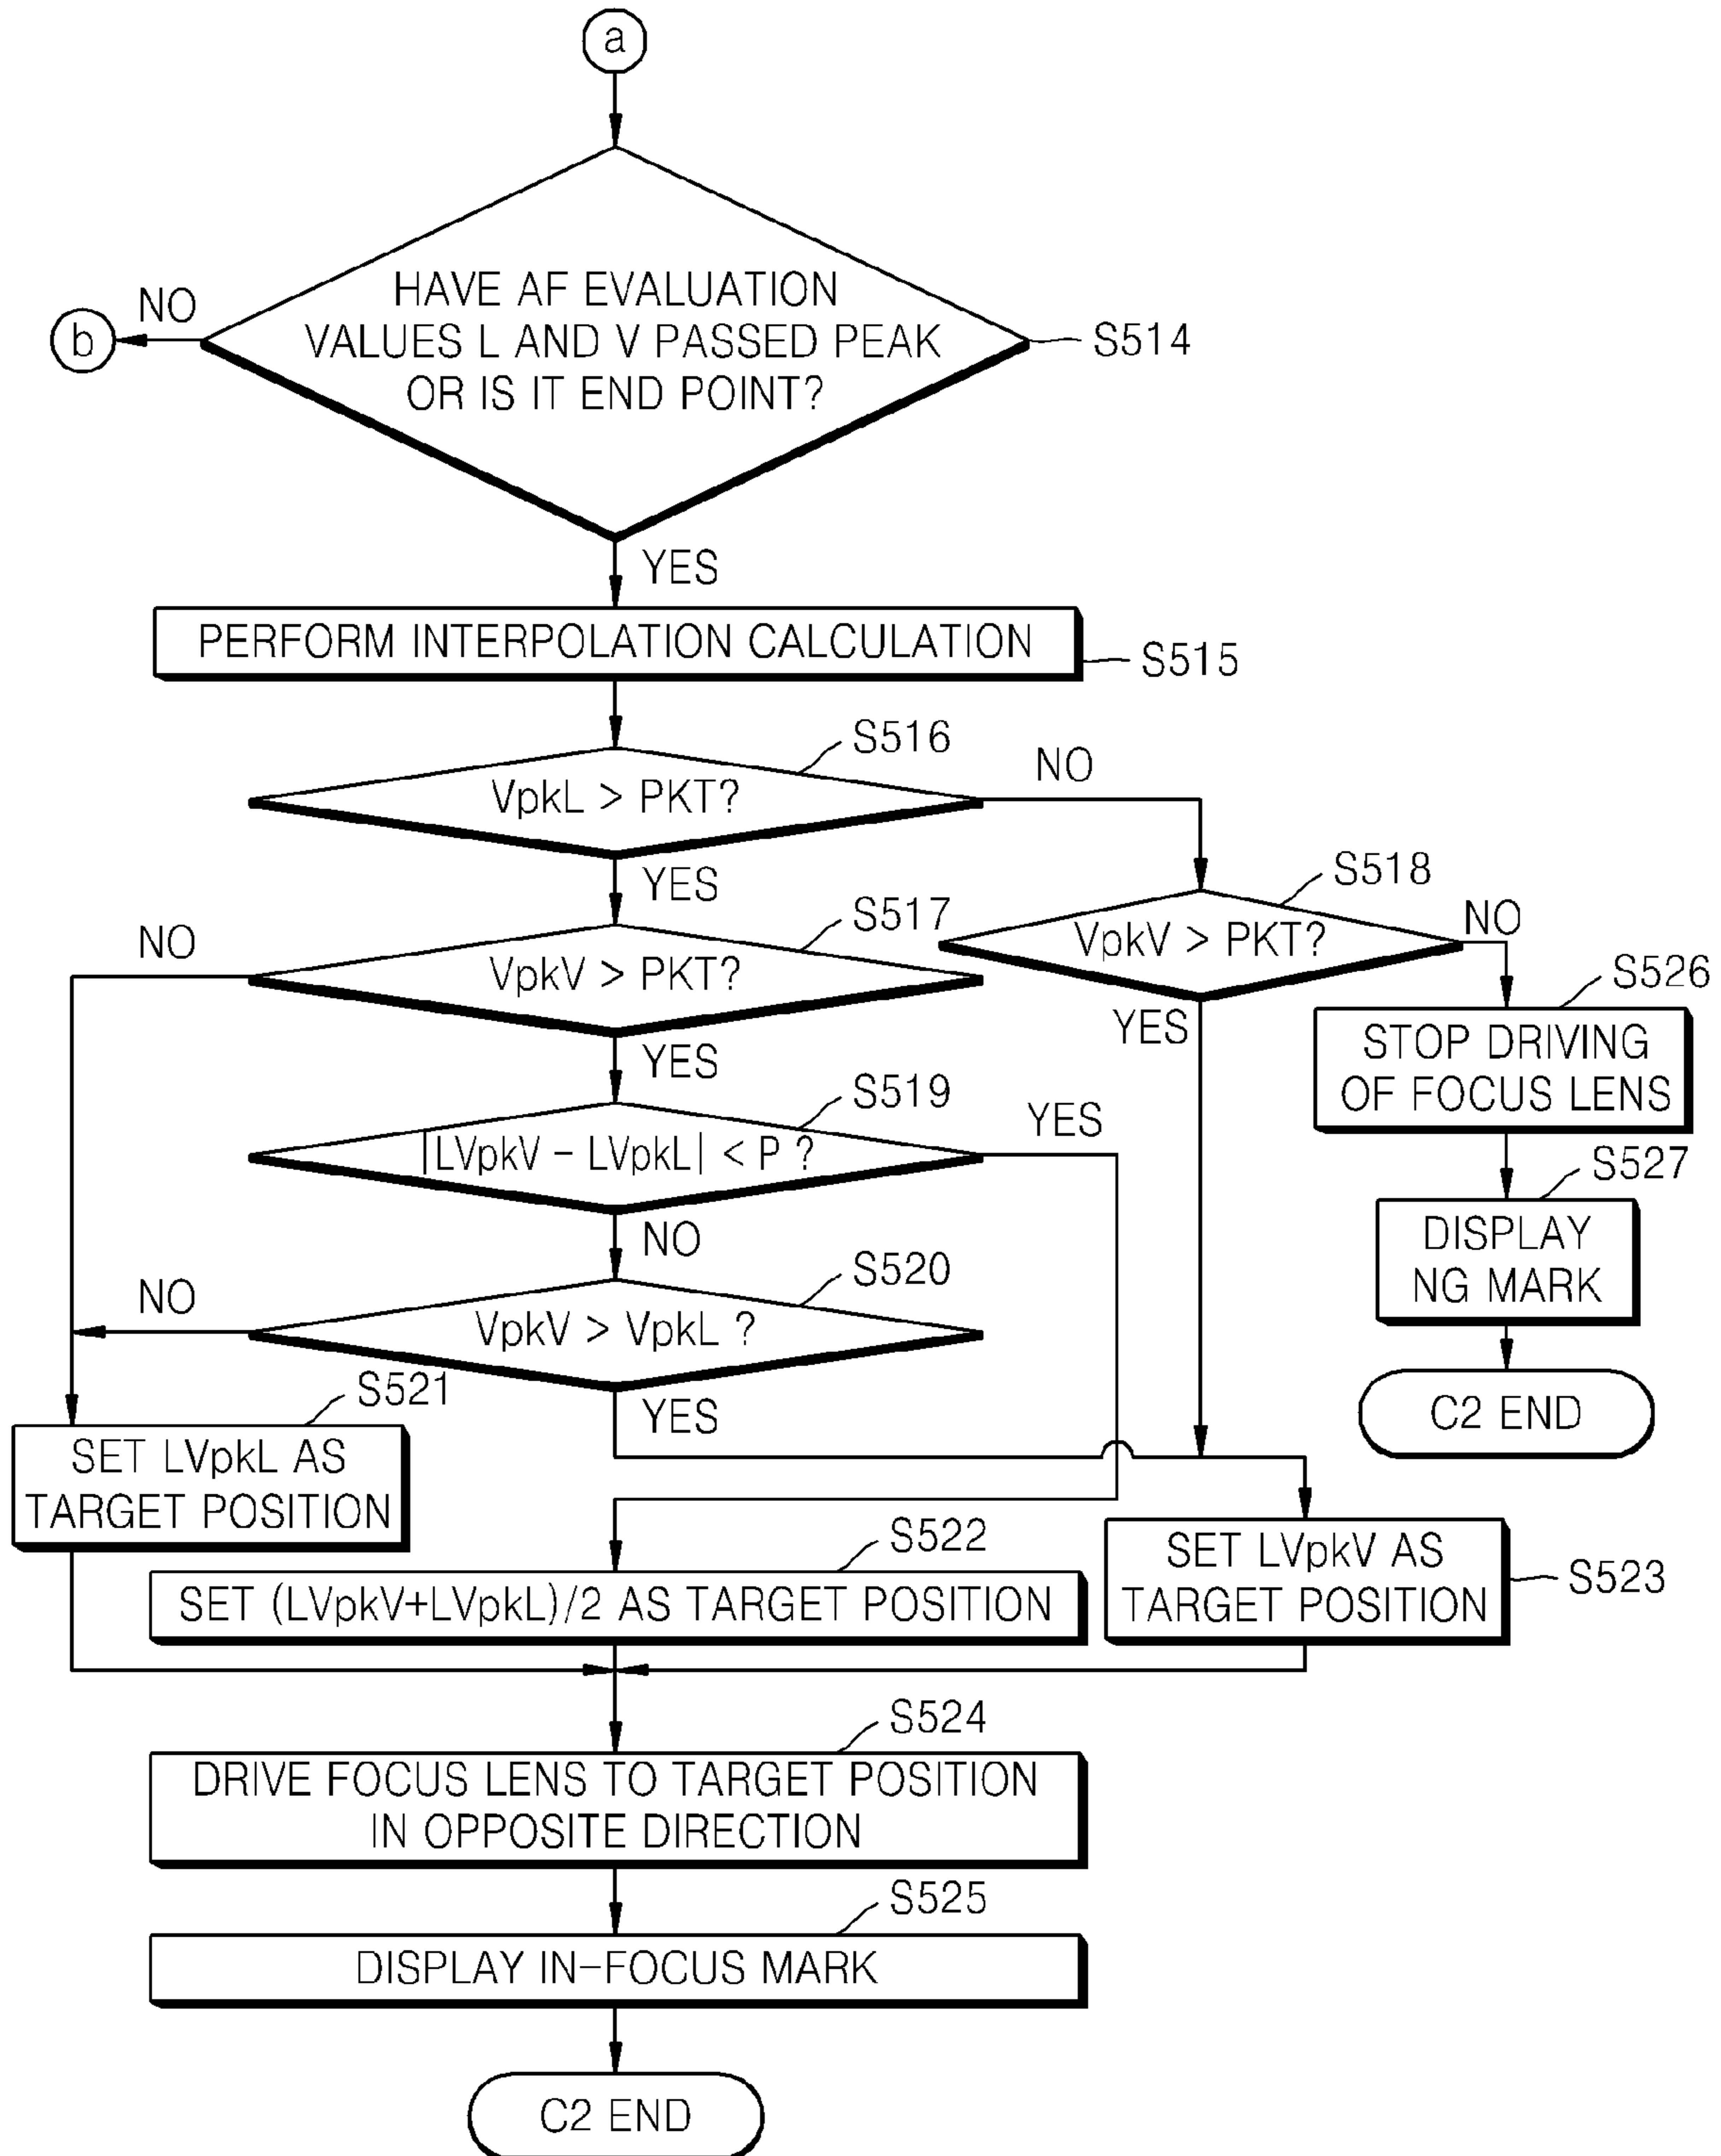 a
HAVE AF EVALUATION
VALUES L AND V PASSED PEAK
OR IS IT END POINT?
S514
NO
b
YES
PERFORM INTERPOLATION CALCULATION
S515
S516
VpkL > PKT?
NO
YES
S518
VpkV > PKT?
NO
YES
S517
VpkV > PKT?
NO
YES
S526
STOP DRIVING
OF FOCUS LENS
S519
|LVpkV - LVpkL| < P ?
YES
NO
S527
DISPLAY
NG MARK
S520
VpkV > VpkL ?
NO
YES
C2 END
S521
SET LVpkL AS
TARGET POSITION
S522
SET (LVpkV+LVpkL)/2 AS TARGET POSITION
SET LVpkV AS
TARGET POSITION
S523
S524
DRIVE FOCUS LENS TO TARGET POSITION
IN OPPOSITE DIRECTION
S525
DISPLAY IN-FOCUS MARK
C2 END